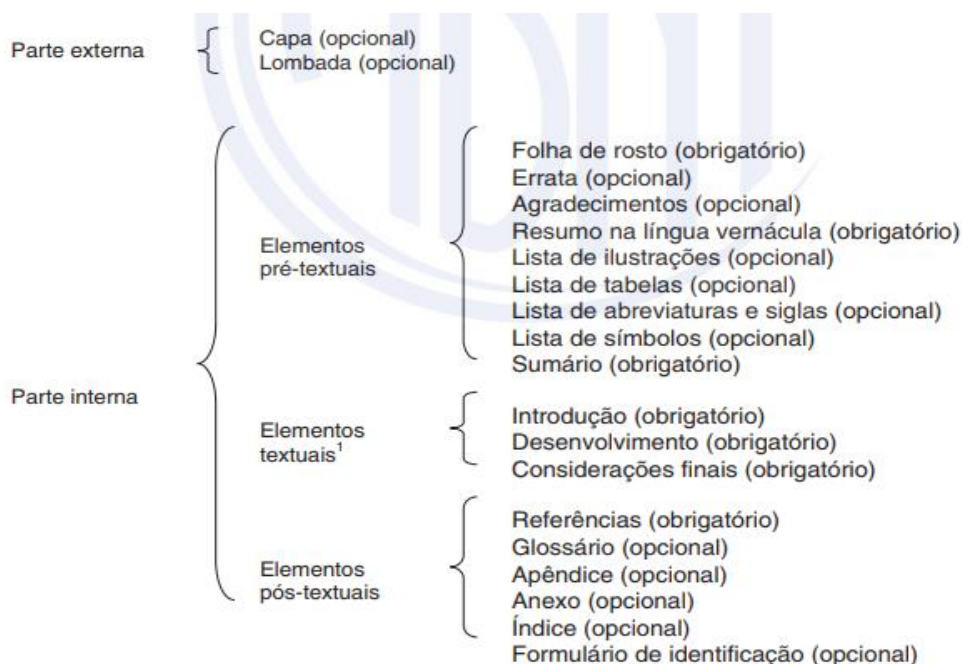 Parte externa
Capa (opcional)
Lombada (opcional)
Parte interna
Elementos
pré-textuais
Folha de rosto (obrigatório)
Errata (opcional)
Agradecimentos (opcional)
Resumo na língua vernácula (obrigatório)
Lista de ilustrações (opcional)
Lista de tabelas (opcional)
Lista de abreviaturas e siglas (opcional)
Lista de símbolos (opcional)
Sumário (obrigatório)
Elementos
textuais¹
Introdução (obrigatório)
Desenvolvimento (obrigatório)
Considerações finais (obrigatório)
Elementos
pós-textuais
Referências (obrigatório)
Glossário (opcional)
Apêndice (opcional)
Anexo (opcional)
Índice (opcional)
Formulário de identificação (opcional)